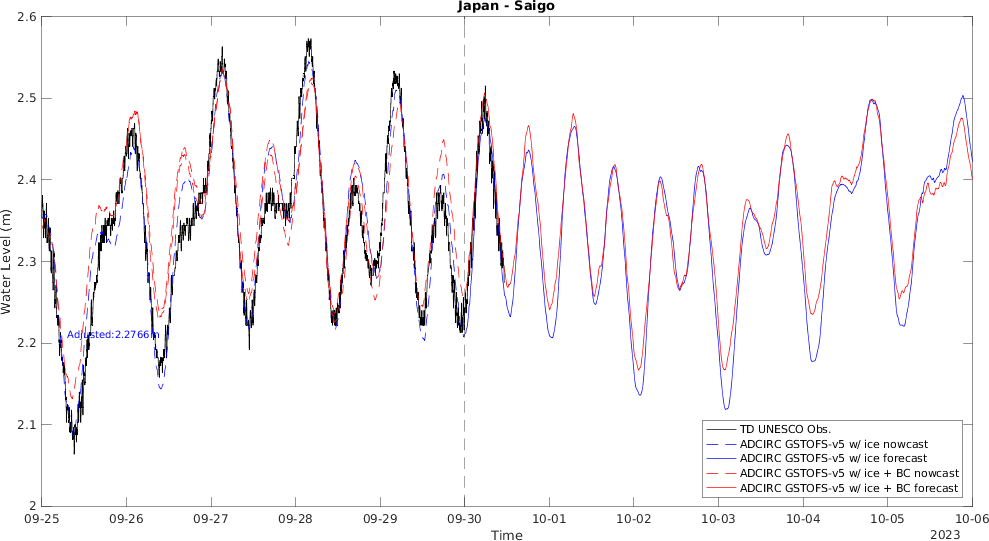 Japan - Saigo
2.6
2.5
2.4
2.3
2.2
2.1
2
Water Level (m)
Adjusted:2.2766m
TD UNESCO Obs.
ADCIRC GSTOFS-v5 w/ ice nowcast
ADCIRC GSTOFS-v5 w/ ice forecast
ADCIRC GSTOFS-v5 w/ ice + BC nowcast
ADCIRC GSTOFS-v5 w/ ice + BC forecast
09-25 09-26 09-27 09-28 09-29 09-30 10-01 10-02 10-03 10-04 10-05 10-06
Time
2023